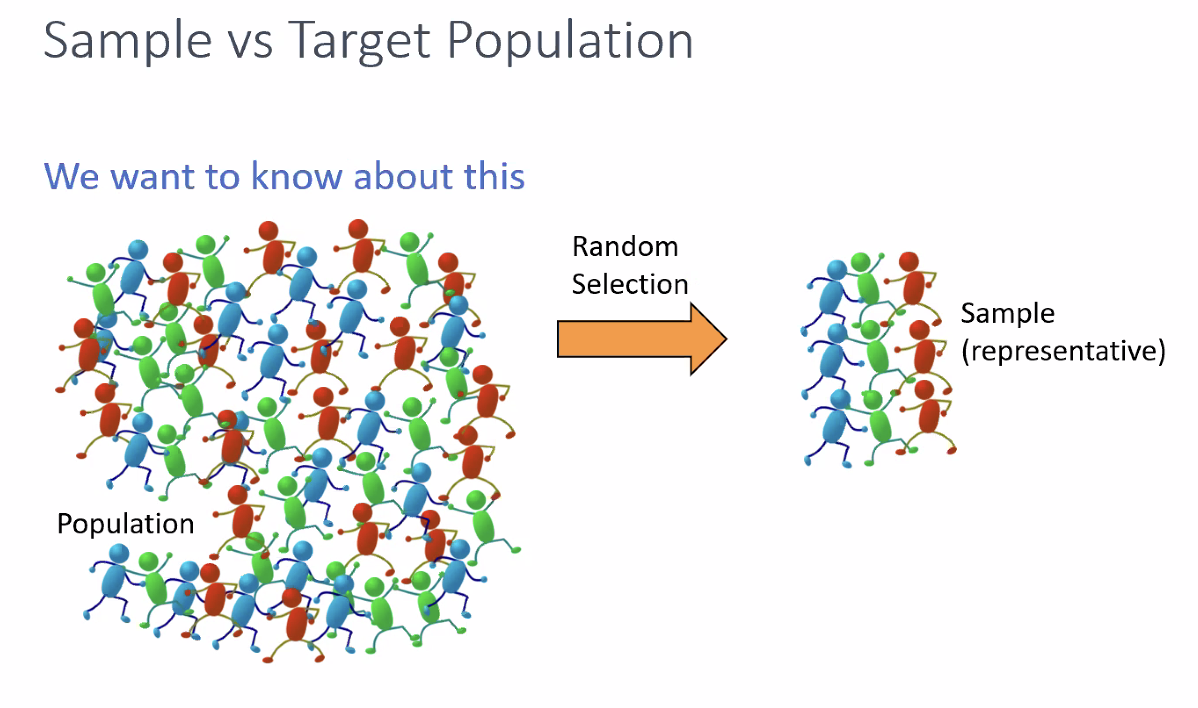 Sample vs Target Population
We want to know about this
Random
Selection
Sample
(representative)
Population